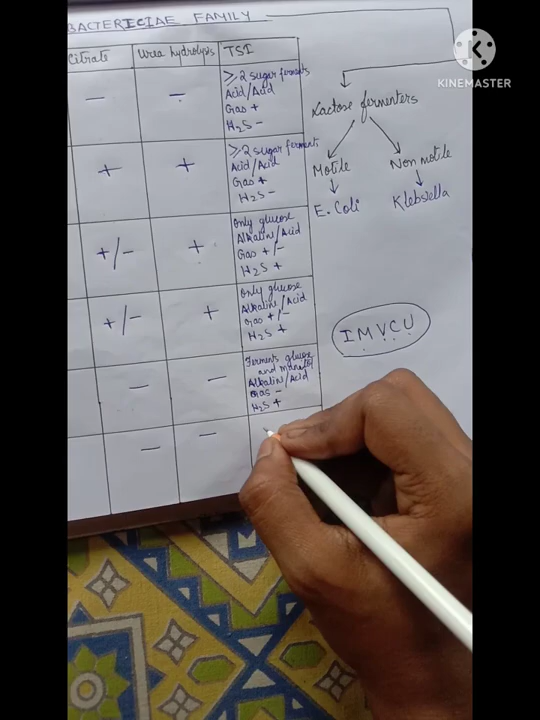 BACTERICIAE FAMILY
Citrate Urea hydrolysis TSI
— — ≥ 2 sugar ferments
Acid/Acid
Gas +
H₂S –
+ + ≥ 2 sugar ferments
Acid/Acid
Gas +
H₂S –
+/– + Only glucose
Alkaline/Acid
Gas +/–
H₂S +
+/– + Only glucose
Alkaline/Acid
Gas +/–
H₂S +
— — Ferments glucose
and mannitol
Alkaline/Acid
Gas –
H₂S +
— —
KINEMASTER
Lactose fermenters
Motile Non motile
E. Coli Klebsiella
IMVCU